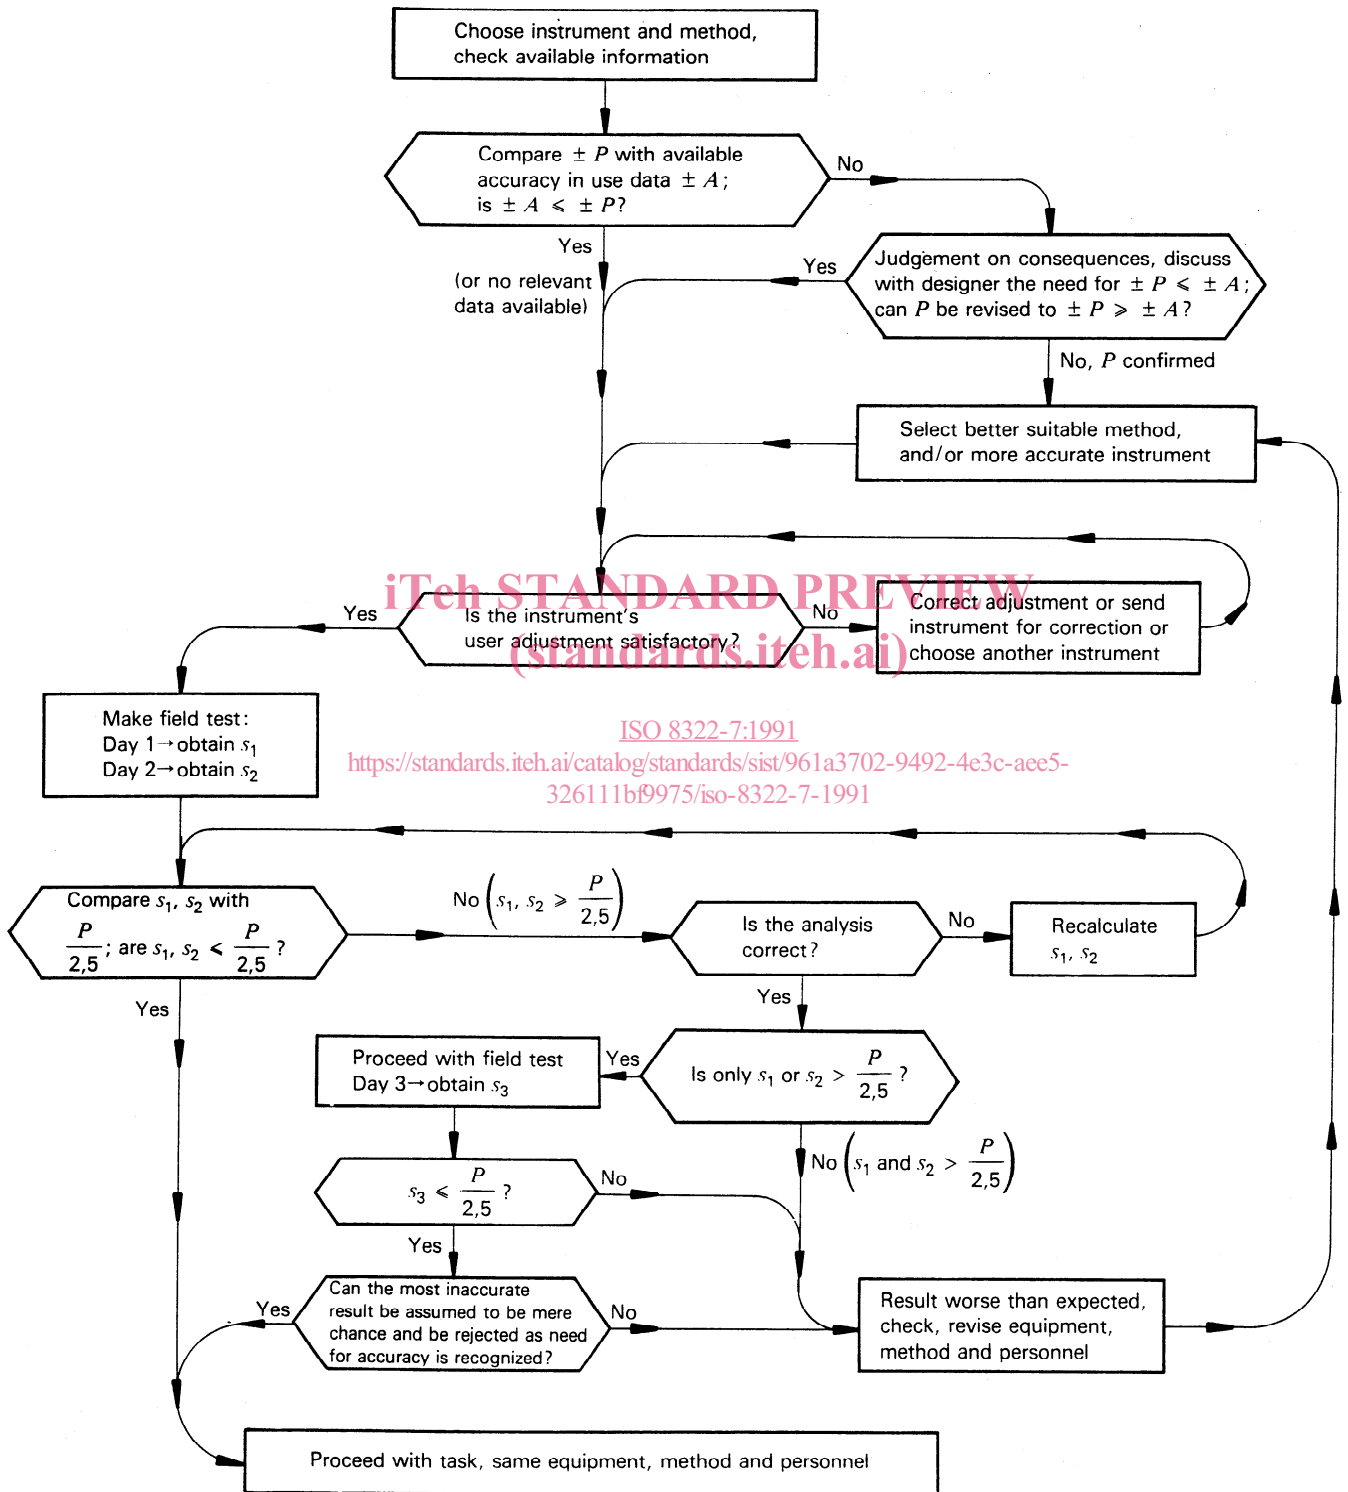 Choose instrument and method,
check available information
Compare ± P with available
accuracy in use data ± A;
is ± A ⩽ ± P?
No
Yes
(or no relevant
data available)
Judgement on consequences, discuss
with designer the need for ± P ⩽ ± A;
can P be revised to ± P ⩾ ± A?
Yes
No, P confirmed
Select better suitable method,
and/or more accurate instrument
iTeh STANDARD PREVIEW
(standards.iteh.ai)
Is the instrument's
user adjustment satisfactory?
Yes
No
Correct adjustment or send
instrument for correction or
choose another instrument
Make field test:
Day 1→obtain s1
Day 2→obtain s2
ISO 8322-7:1991
https://standards.iteh.ai/catalog/standards/sist/961a3702-9492-4e3c-aee5-
326111bf9975/iso-8322-7-1991
Compare s1, s2 with
P/2,5; are s1, s2 ⩽ P/2,5 ?
No (s1, s2 ⩾ P/2,5)
Yes
Is the analysis
correct?
No
Recalculate
s1, s2
Yes
Is only s1 or s2 > P/2,5 ?
Yes
Proceed with field test
Day 3→obtain s3
No (s1 and s2 > P/2,5)
s3 ⩽ P/2,5 ?
No
Yes
Can the most inaccurate
result be assumed to be mere
chance and be rejected as need
for accuracy is recognized?
Yes
No
Result worse than expected,
check, revise equipment,
method and personnel
Proceed with task, same equipment, method and personnel